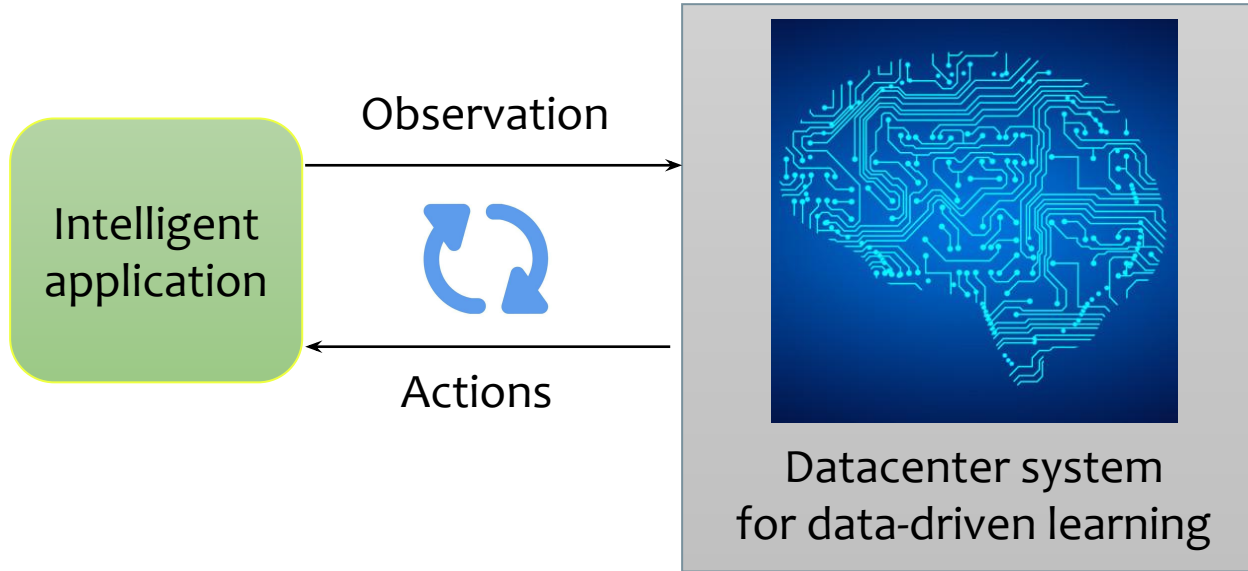 Observation
Intelligent
application
Actions
Datacenter system
for data-driven learning